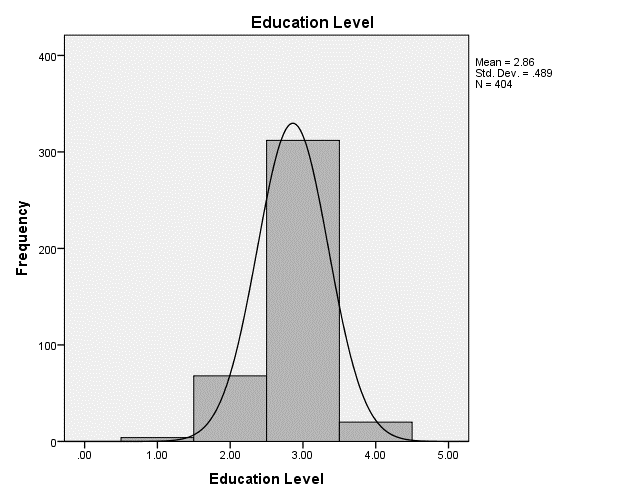 Education Level
Mean = 2.86
Std. Dev. = .489
N = 404
400
300
200
100
0
Frequency
.00 1.00 2.00 3.00 4.00 5.00
Education Level